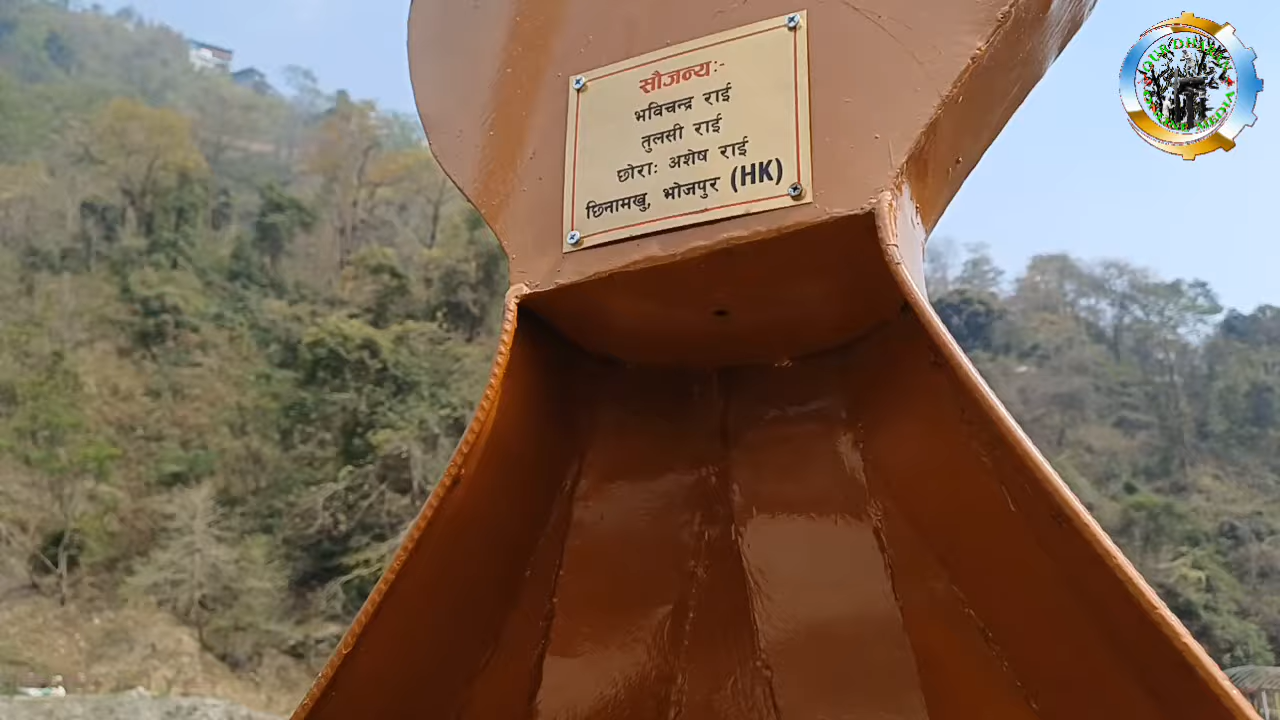 सौजन्य:-
भविचन्द्र राई
तुलसी राई
छोरा: अशेष राई
छिनामखु, भोजपुर (HK)